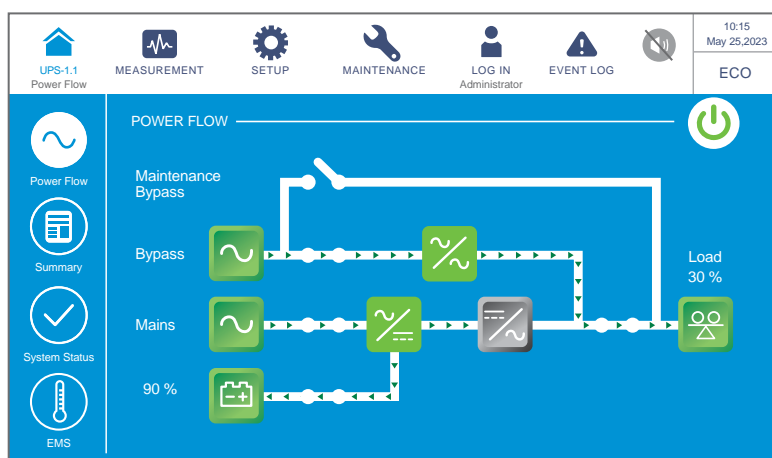 UPS-1.1
Power Flow
MEASUREMENT
SETUP
MAINTENANCE
LOG IN
Administrator
EVENT LOG
10:15
May 25,2023
ECO
Power Flow
Summary
System Status
EMS
POWER FLOW
Maintenance
Bypass
Bypass
Mains
90 %
Load
30 %